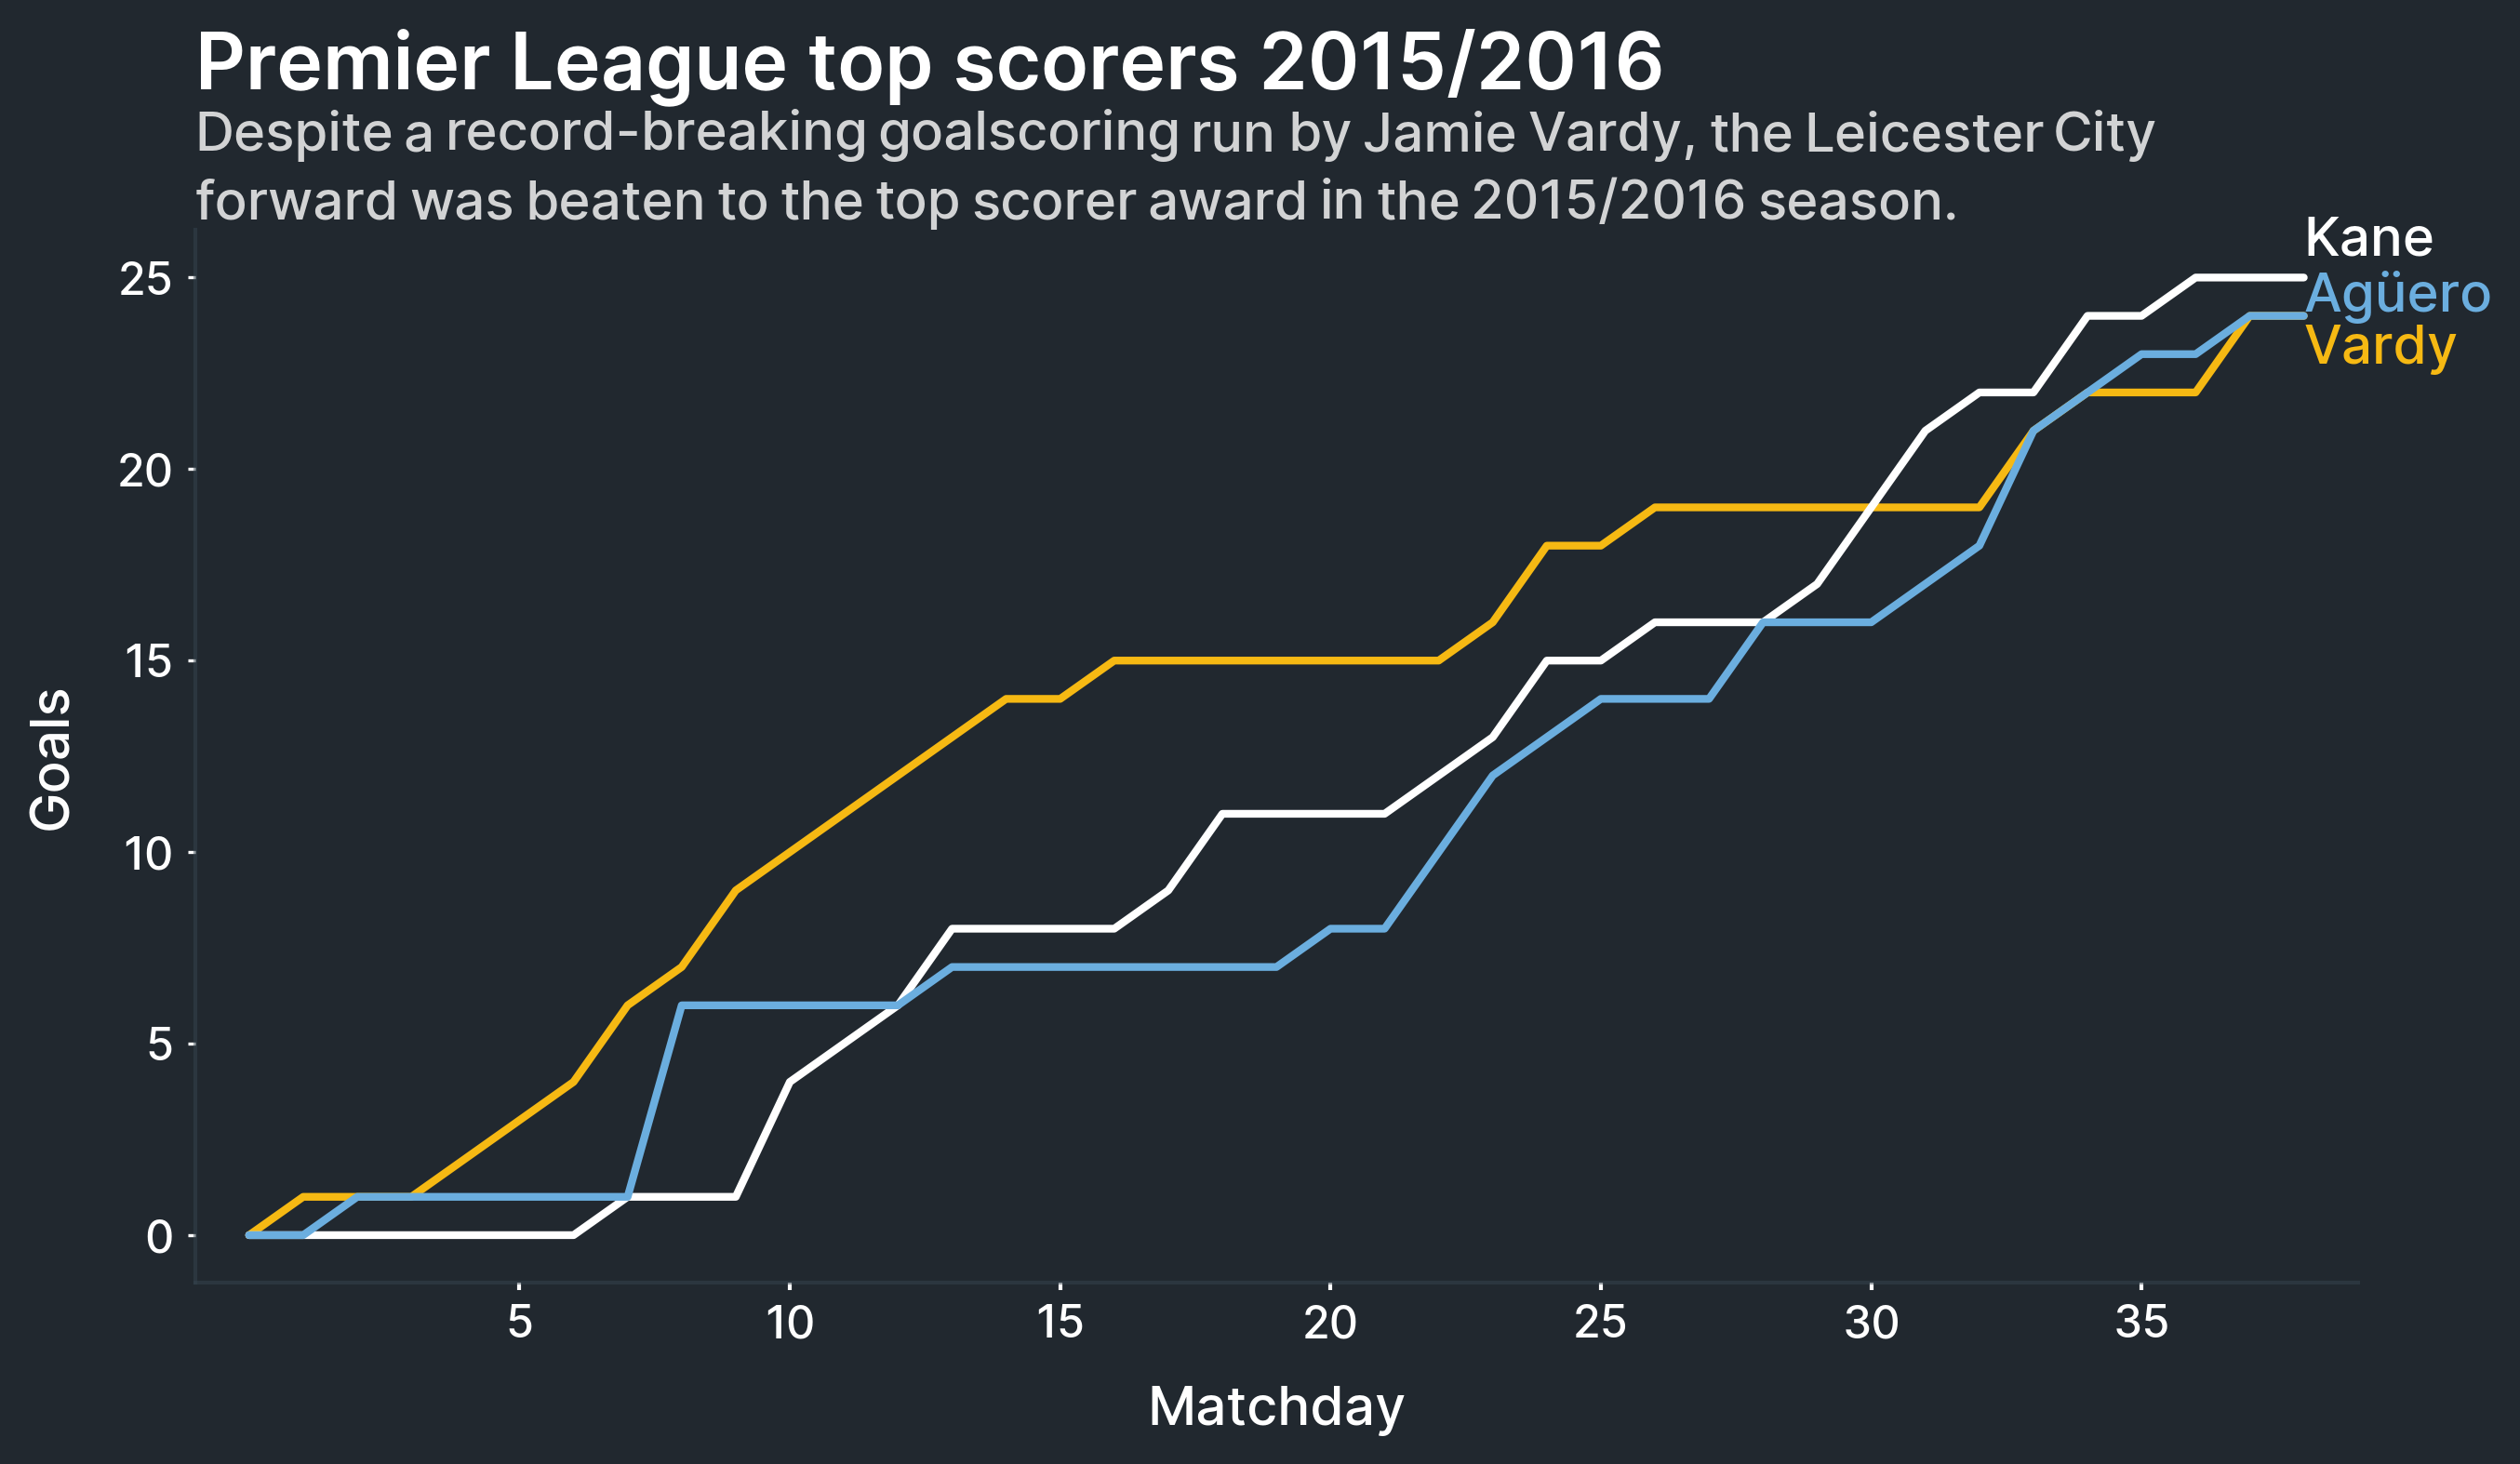 Premier League top scorers 2015/2016
Despite a record-breaking goalscoring run by Jamie Vardy, the Leicester City
forward was beaten to the top scorer award in the 2015/2016 season.
Kane
Agüero
Vardy
25
20
15
10
5
0
Goals
5 10 15 20 25 30 35
Matchday